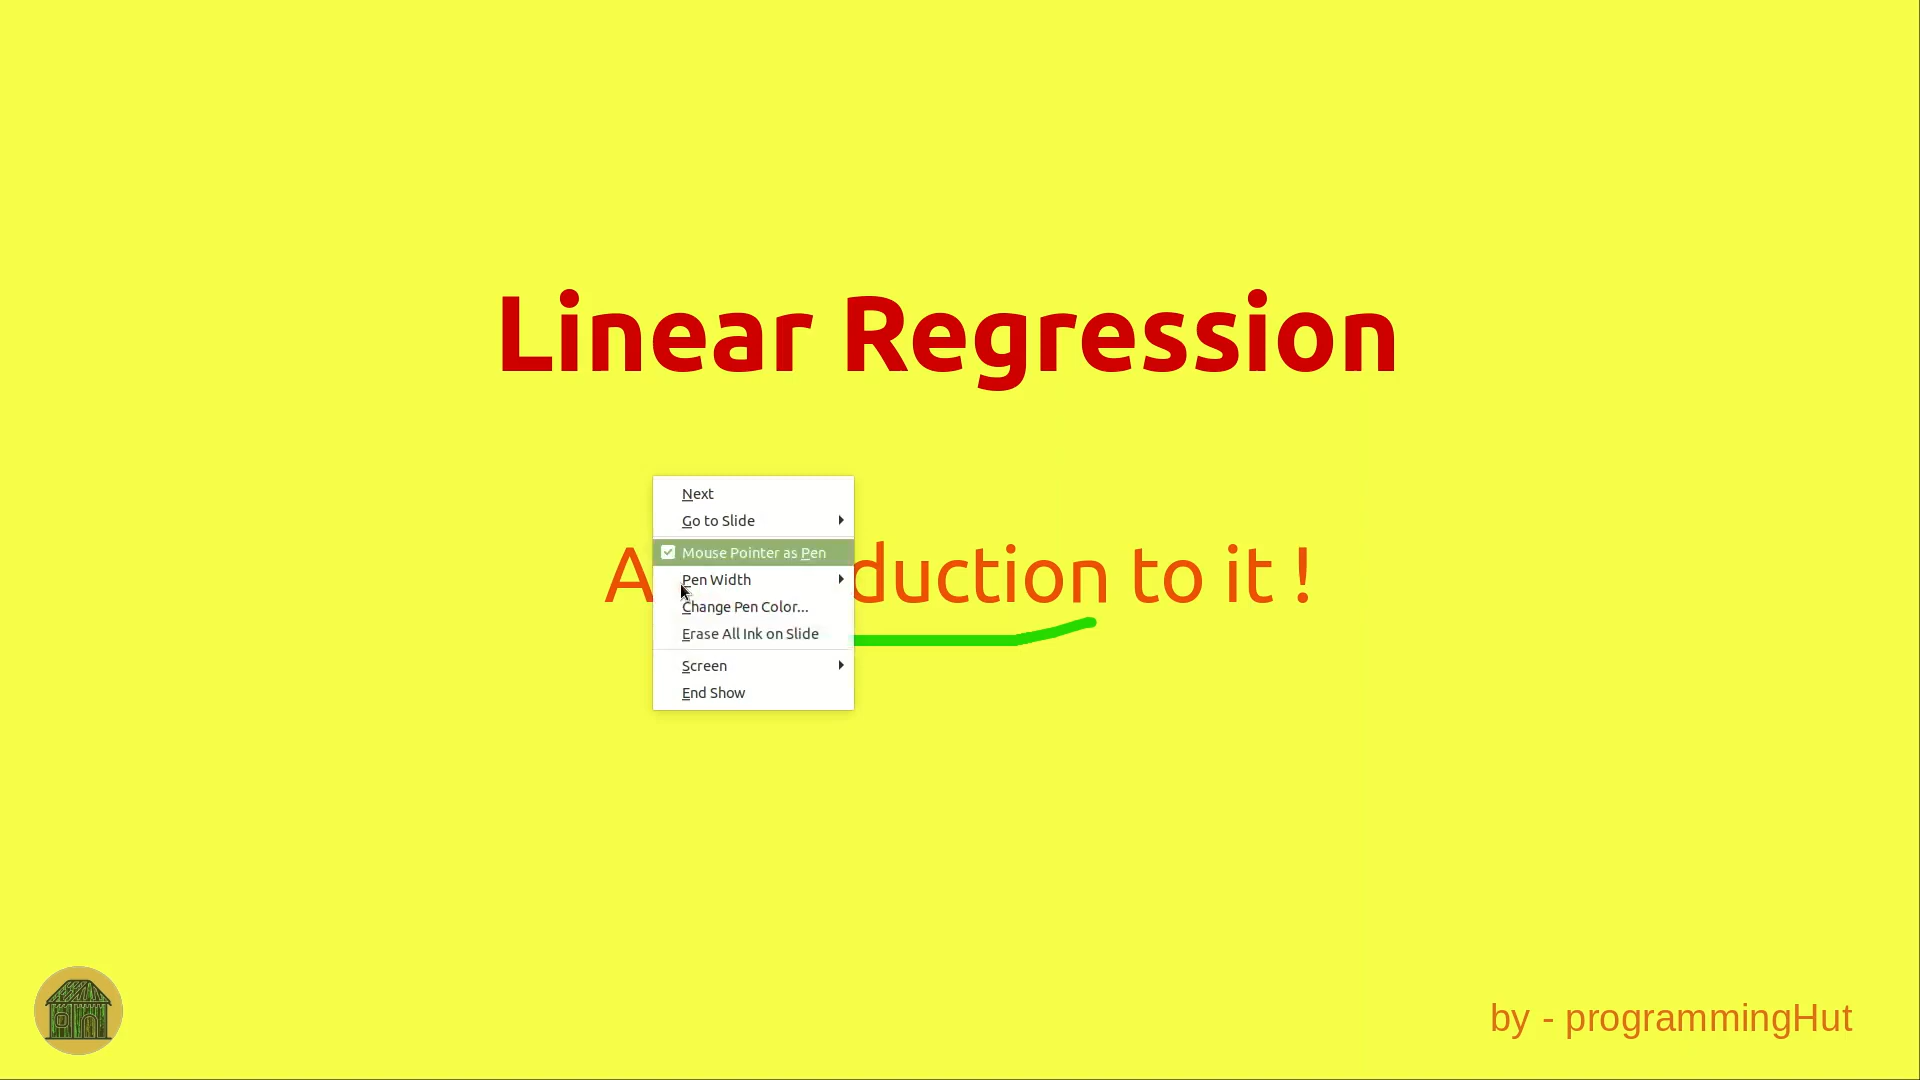 Linear Regression
Next
Go to Slide
Mouse Pointer as Pen
A duction to it !
Pen Width
Change Pen Color...
Erase All Ink on Slide
Screen
End Show
by - programmingHut